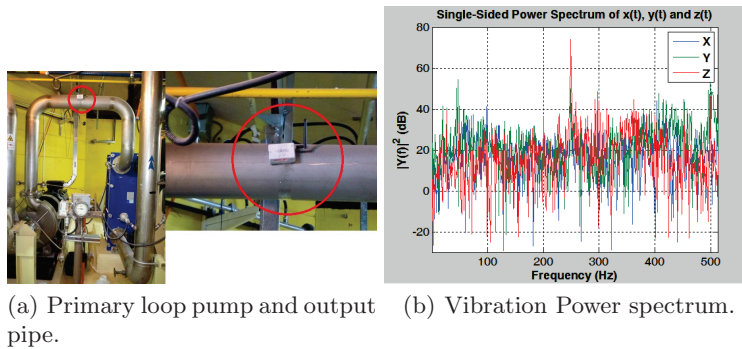 Single-Sided Power Spectrum of x(t), y(t) and z(t)
80
60
40
20
0
-20
|Y(f)|² (dB)
X
Y
Z
100
200
300
400
500
Frequency (Hz)
(a) Primary loop pump and output pipe.
(b) Vibration Power spectrum.